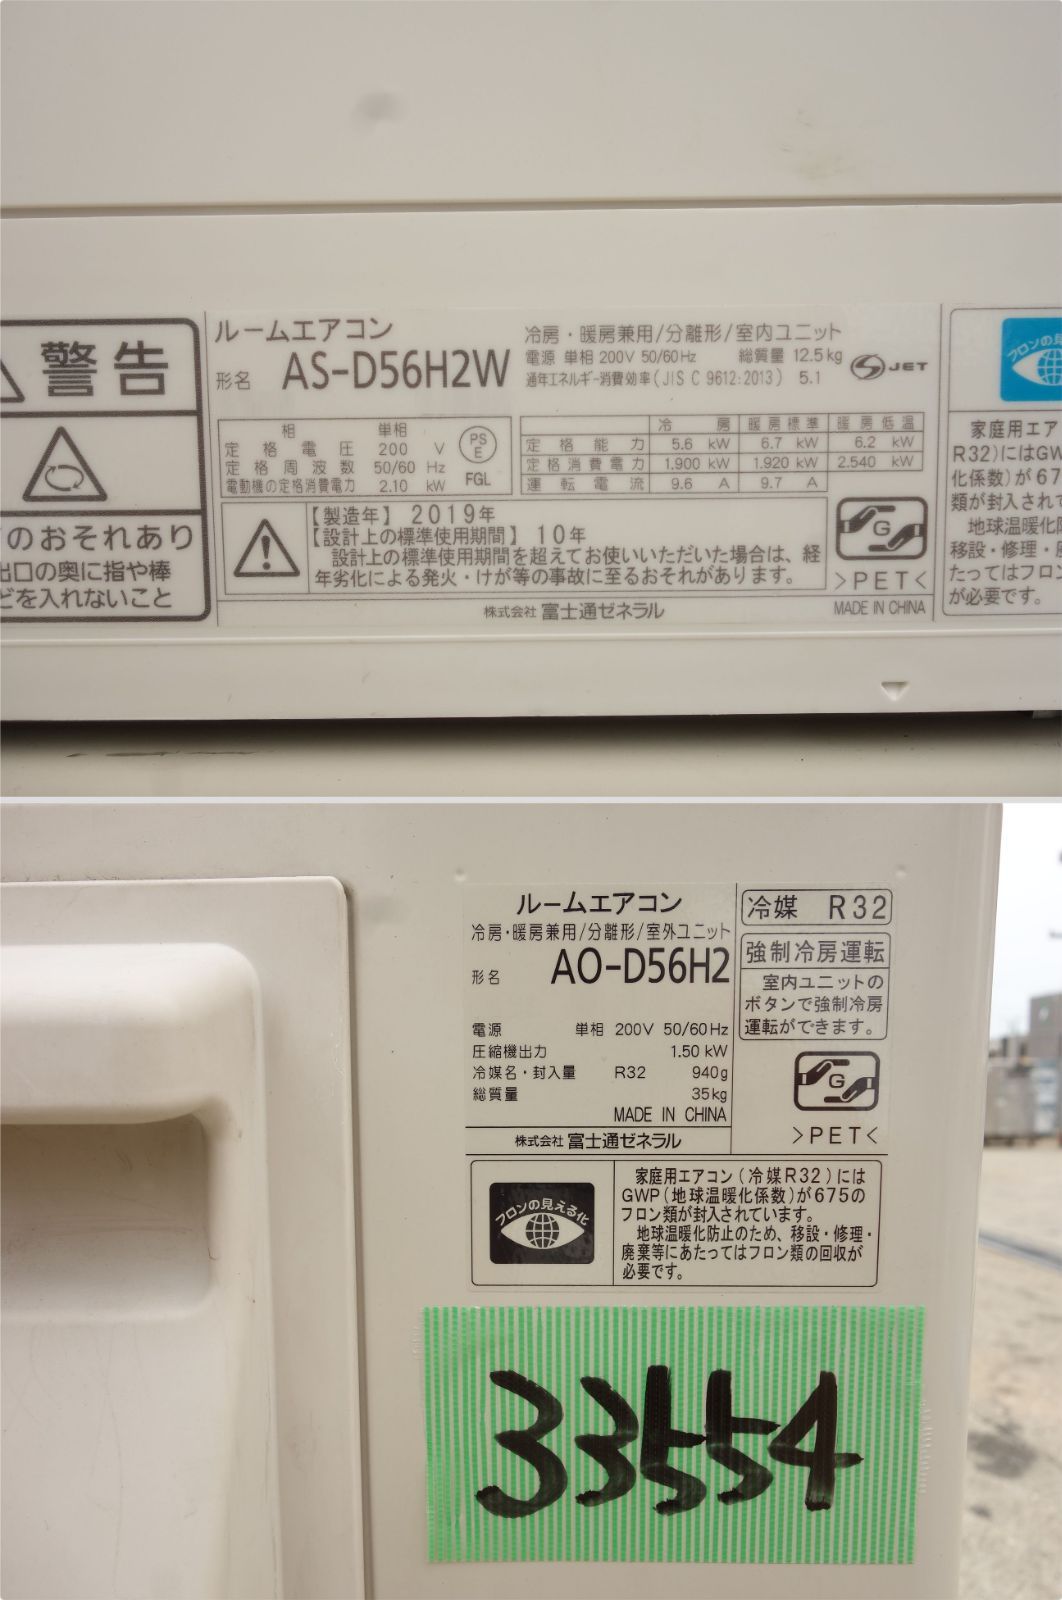 警告
のおそれあり
出口の奥に指や棒
どを入れないこと
ルームエアコン
形名 AS-D56H2W
冷房・暖房兼用/分離形/室内ユニット
電源 単相 200V 50/60Hz 総質量 12.5kg
通年エネルギー消費効率(JIS C 9612:2013) 5.1
JET
相 単相
定格電圧 200 V
定格周波数 50/60 Hz
電動機の定格消費電力 2.10 kW
PS
E
FGL
冷房 暖房標準 暖房低温
定格能力 5.6 kW 6.7 kW 6.2 kW
定格消費電力 1.900 kW 1.920 kW 2.540 kW
運転電流 9.6 A 9.7 A
【製造年】 2019年
【設計上の標準使用期間】 10年
設計上の標準使用期間を超えてお使いいただいた場合は、経
年劣化による発火・けが等の事故に至るおそれがあります。
G
>PET<
株式会社 富士通ゼネラル
MADE IN CHINA
フロンの見
家庭用エア
R32)にはGW
化係数)が67
類が封入されて
地球温暖化防
移設・修理・
たってはフロン
が必要です。
ルームエアコン
冷房・暖房兼用/分離形/室外ユニット
形名 AO-D56H2
電源 単相 200V 50/60Hz
圧縮機出力 1.50 kW
冷媒名・封入量 R32 940g
総質量 35kg
MADE IN CHINA
株式会社 富士通ゼネラル
冷媒 R32
強制冷房運転
室内ユニットの
ボタンで強制冷房
運転ができます。
G
>PET<
フロンの見える化
家庭用エアコン(冷媒R32)には
GWP(地球温暖化係数)が675の
フロン類が封入されています。
地球温暖化防止のため、移設・修理・
廃棄等にあたってはフロン類の回収が
必要です。
33554